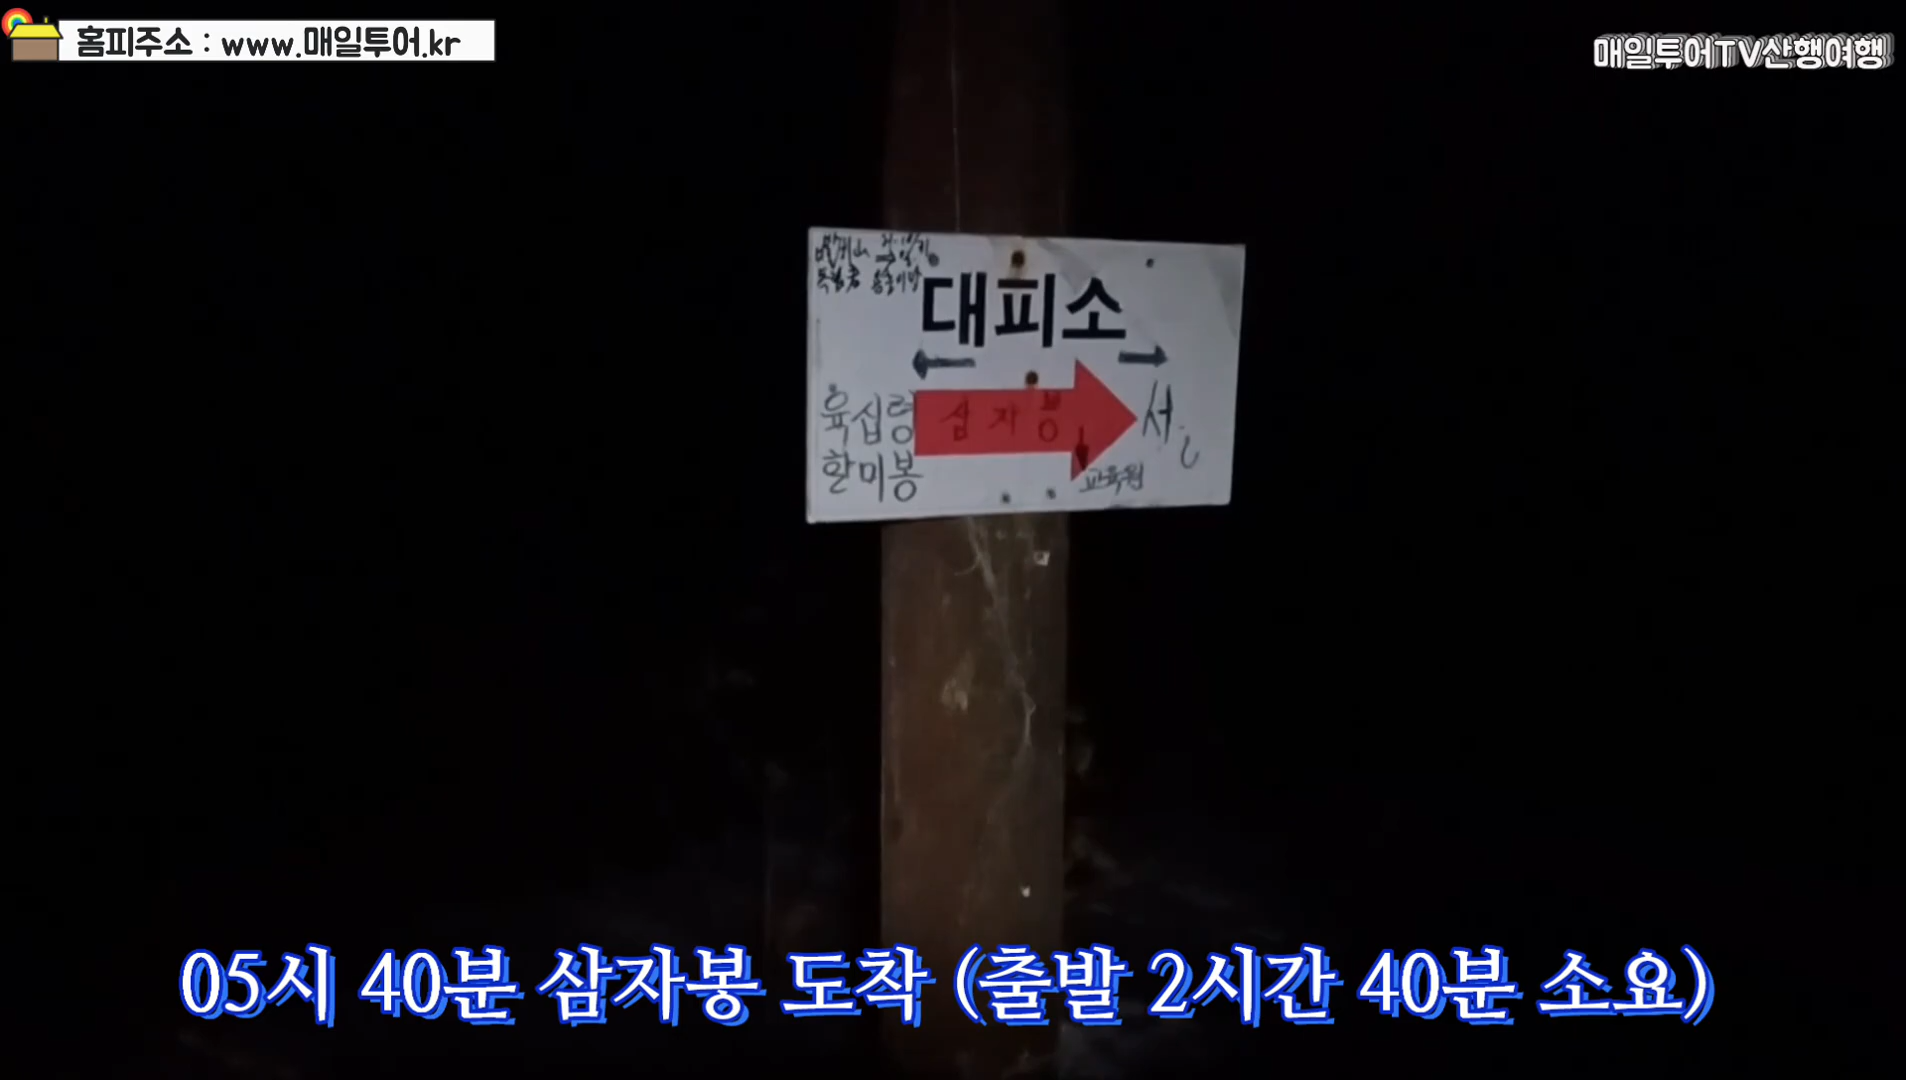 홈피주소 : www.매일투어.kr
매일투어TV산행여행
대피소
육십령 삼자봉 서
할미봉 교육원
05시 40분 삼자봉 도착 (출발 2시간 40분 소요)